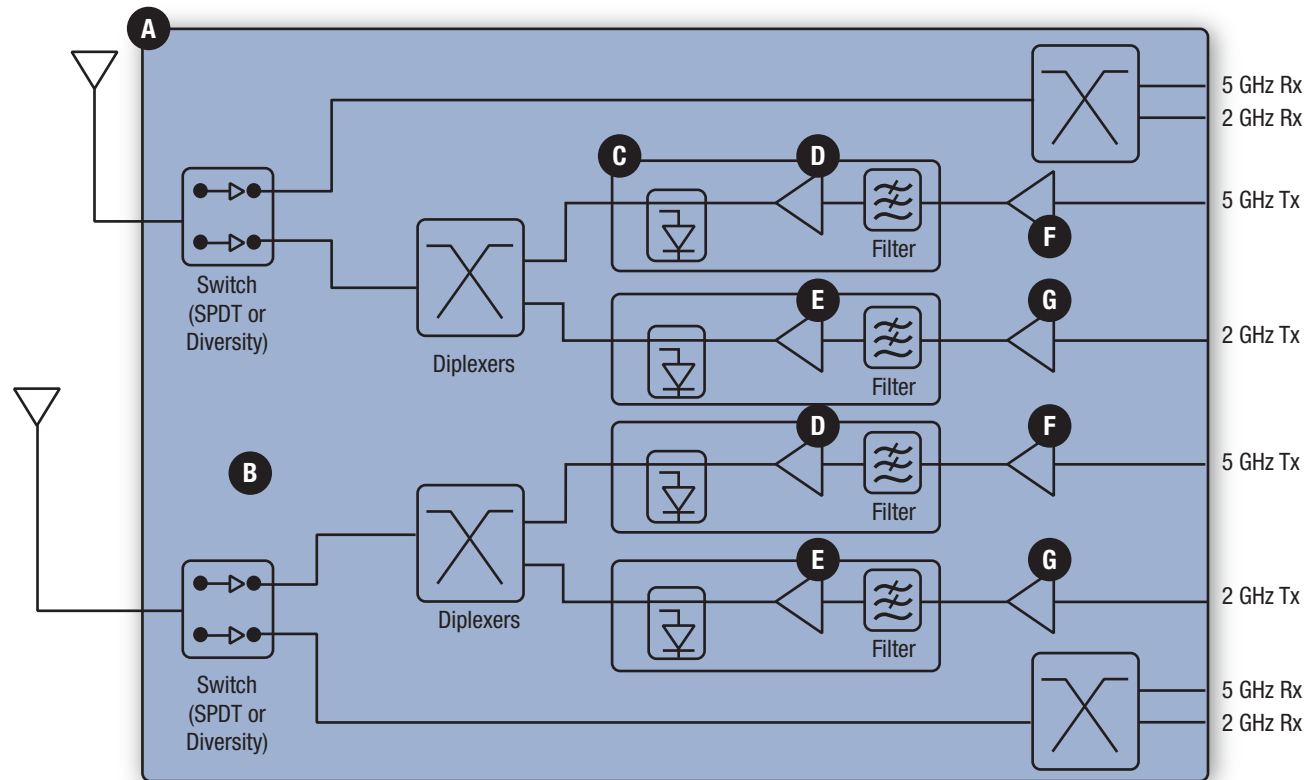 A
5 GHz Rx
2 GHz Rx
C
D
5 GHz Tx
F
Filter
Switch
(SPDT or
Diversity)
E
G
2 GHz Tx
Diplexers
Filter
D
F
5 GHz Tx
B
Filter
E
G
2 GHz Tx
Diplexers
Filter
Switch
(SPDT or
Diversity)
5 GHz Rx
2 GHz Rx